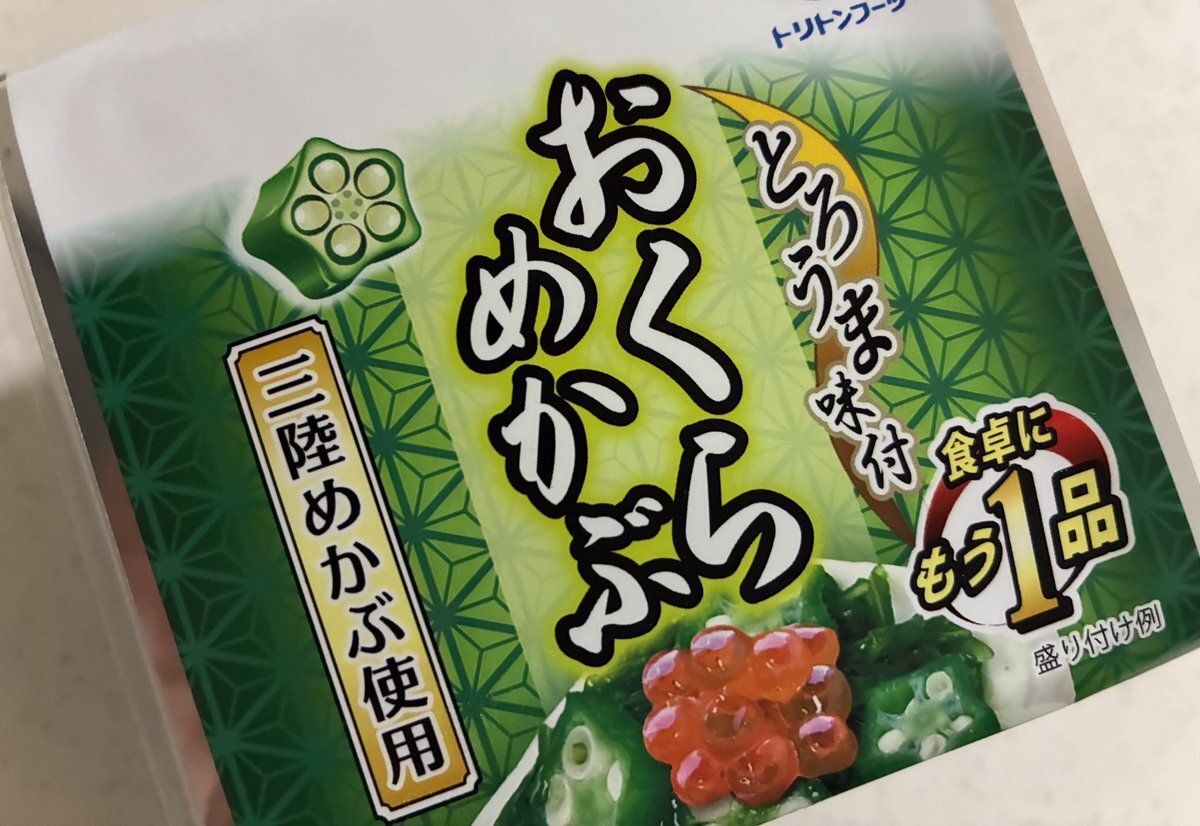 トリトンフーヅ
とろうま味付
おくら
めかぶ
三陸めかぶ使用
食卓に
もう1品
盛り付け例